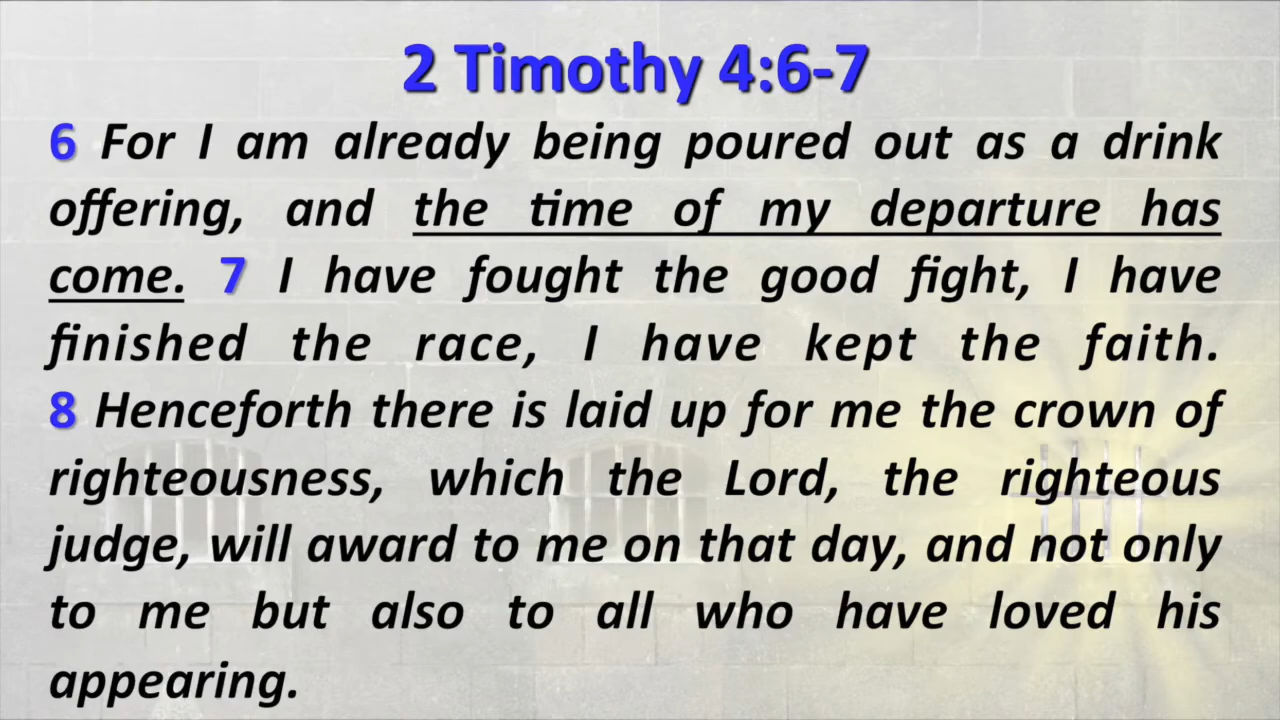 2 Timothy 4:6-7
6 For I am already being poured out as a drink
offering, and the time of my departure has
come. 7 I have fought the good fight, I have
finished the race, I have kept the faith.
8 Henceforth there is laid up for me the crown of
righteousness, which the Lord, the righteous
judge, will award to me on that day, and not only
to me but also to all who have loved his
appearing.